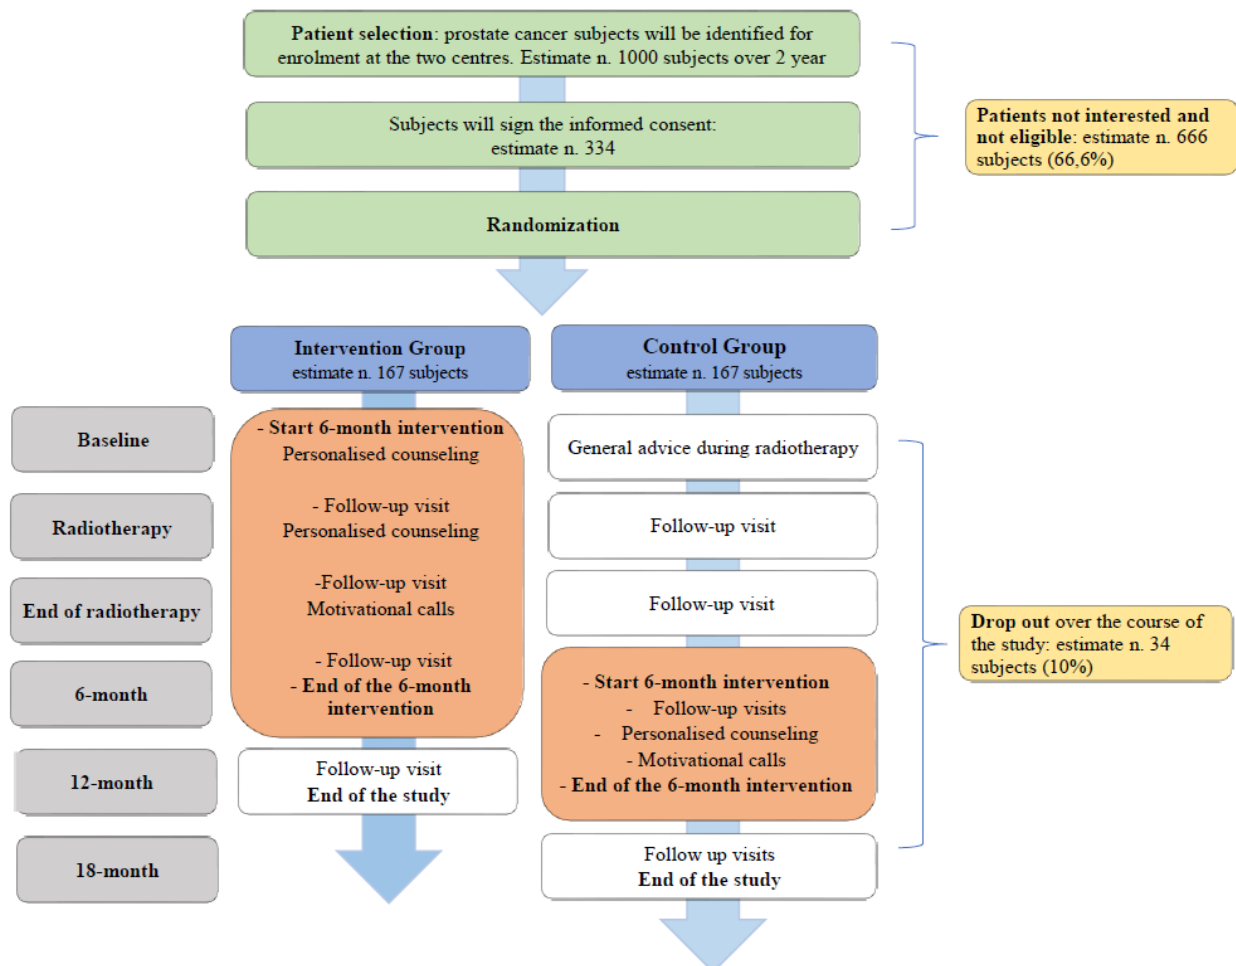 Patient selection: prostate cancer subjects will be identified for
enrolment at the two centres. Estimate n. 1000 subjects over 2 year
Subjects will sign the informed consent:
estimate n. 334
Randomization
Patients not interested and
not eligible: estimate n. 666
subjects (66,6%)
Intervention Group
estimate n. 167 subjects
Control Group
estimate n. 167 subjects
Baseline
Radiotherapy
End of radiotherapy
6-month
12-month
18-month
- Start 6-month intervention
Personalised counseling
- Follow-up visit
Personalised counseling
-Follow-up visit
Motivational calls
- Follow-up visit
- End of the 6-month
intervention
Follow-up visit
End of the study
General advice during radiotherapy
Follow-up visit
Follow-up visit
- Start 6-month intervention
- Follow-up visits
- Personalised counseling
- Motivational calls
- End of the 6-month intervention
Follow up visits
End of the study
Drop out over the course of
the study: estimate n. 34
subjects (10%)